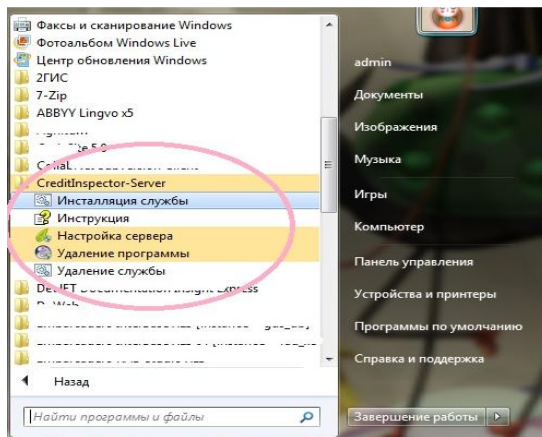 Факсы и сканирование Windows
Фотоальбом Windows Live
Центр обновления Windows
2ГИС
7-Zip
ABBYY Lingvo x5
CreditInspector-Server
Инсталляция службы
Инструкция
Настройка сервера
Удаление программы
Удаление службы
Назад
Найти программы и файлы
admin
Документы
Изображения
Музыка
Игры
Компьютер
Панель управления
Устройства и принтеры
Программы по умолчанию
Справка и поддержка
Завершение работы